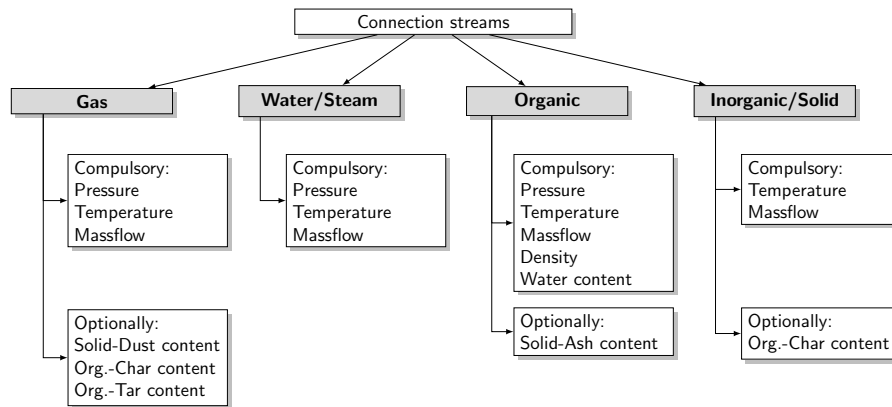 Connection streams
Gas
Water/Steam
Organic
Inorganic/Solid
Compulsory:
Pressure
Temperature
Massflow
Compulsory:
Pressure
Temperature
Massflow
Compulsory:
Pressure
Temperature
Massflow
Density
Water content
Compulsory:
Temperature
Massflow
Optionally:
Solid-Dust content
Org.-Char content
Org.-Tar content
Optionally:
Solid-Ash content
Optionally:
Org.-Char content